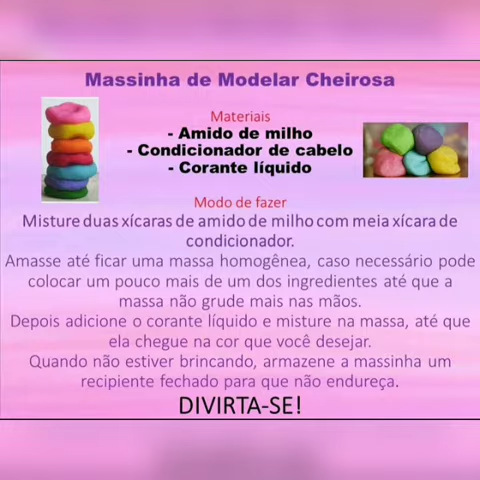 Massinha de Modelar Cheirosa
Materiais
- Amido de milho
- Condicionador de cabelo
- Corante líquido
Modo de fazer
Misture duas xícaras de amido de milho com meia xícara de
condicionador.
Amasse até ficar uma massa homogênea, caso necessário pode
colocar um pouco mais de um dos ingredientes até que a
massa não grude mais nas mãos.
Depois adicione o corante líquido e misture na massa, até que
ela chegue na cor que você desejar.
Quando não estiver brincando, armazene a massinha um
recipiente fechado para que não endureça.
DIVIRTA-SE!